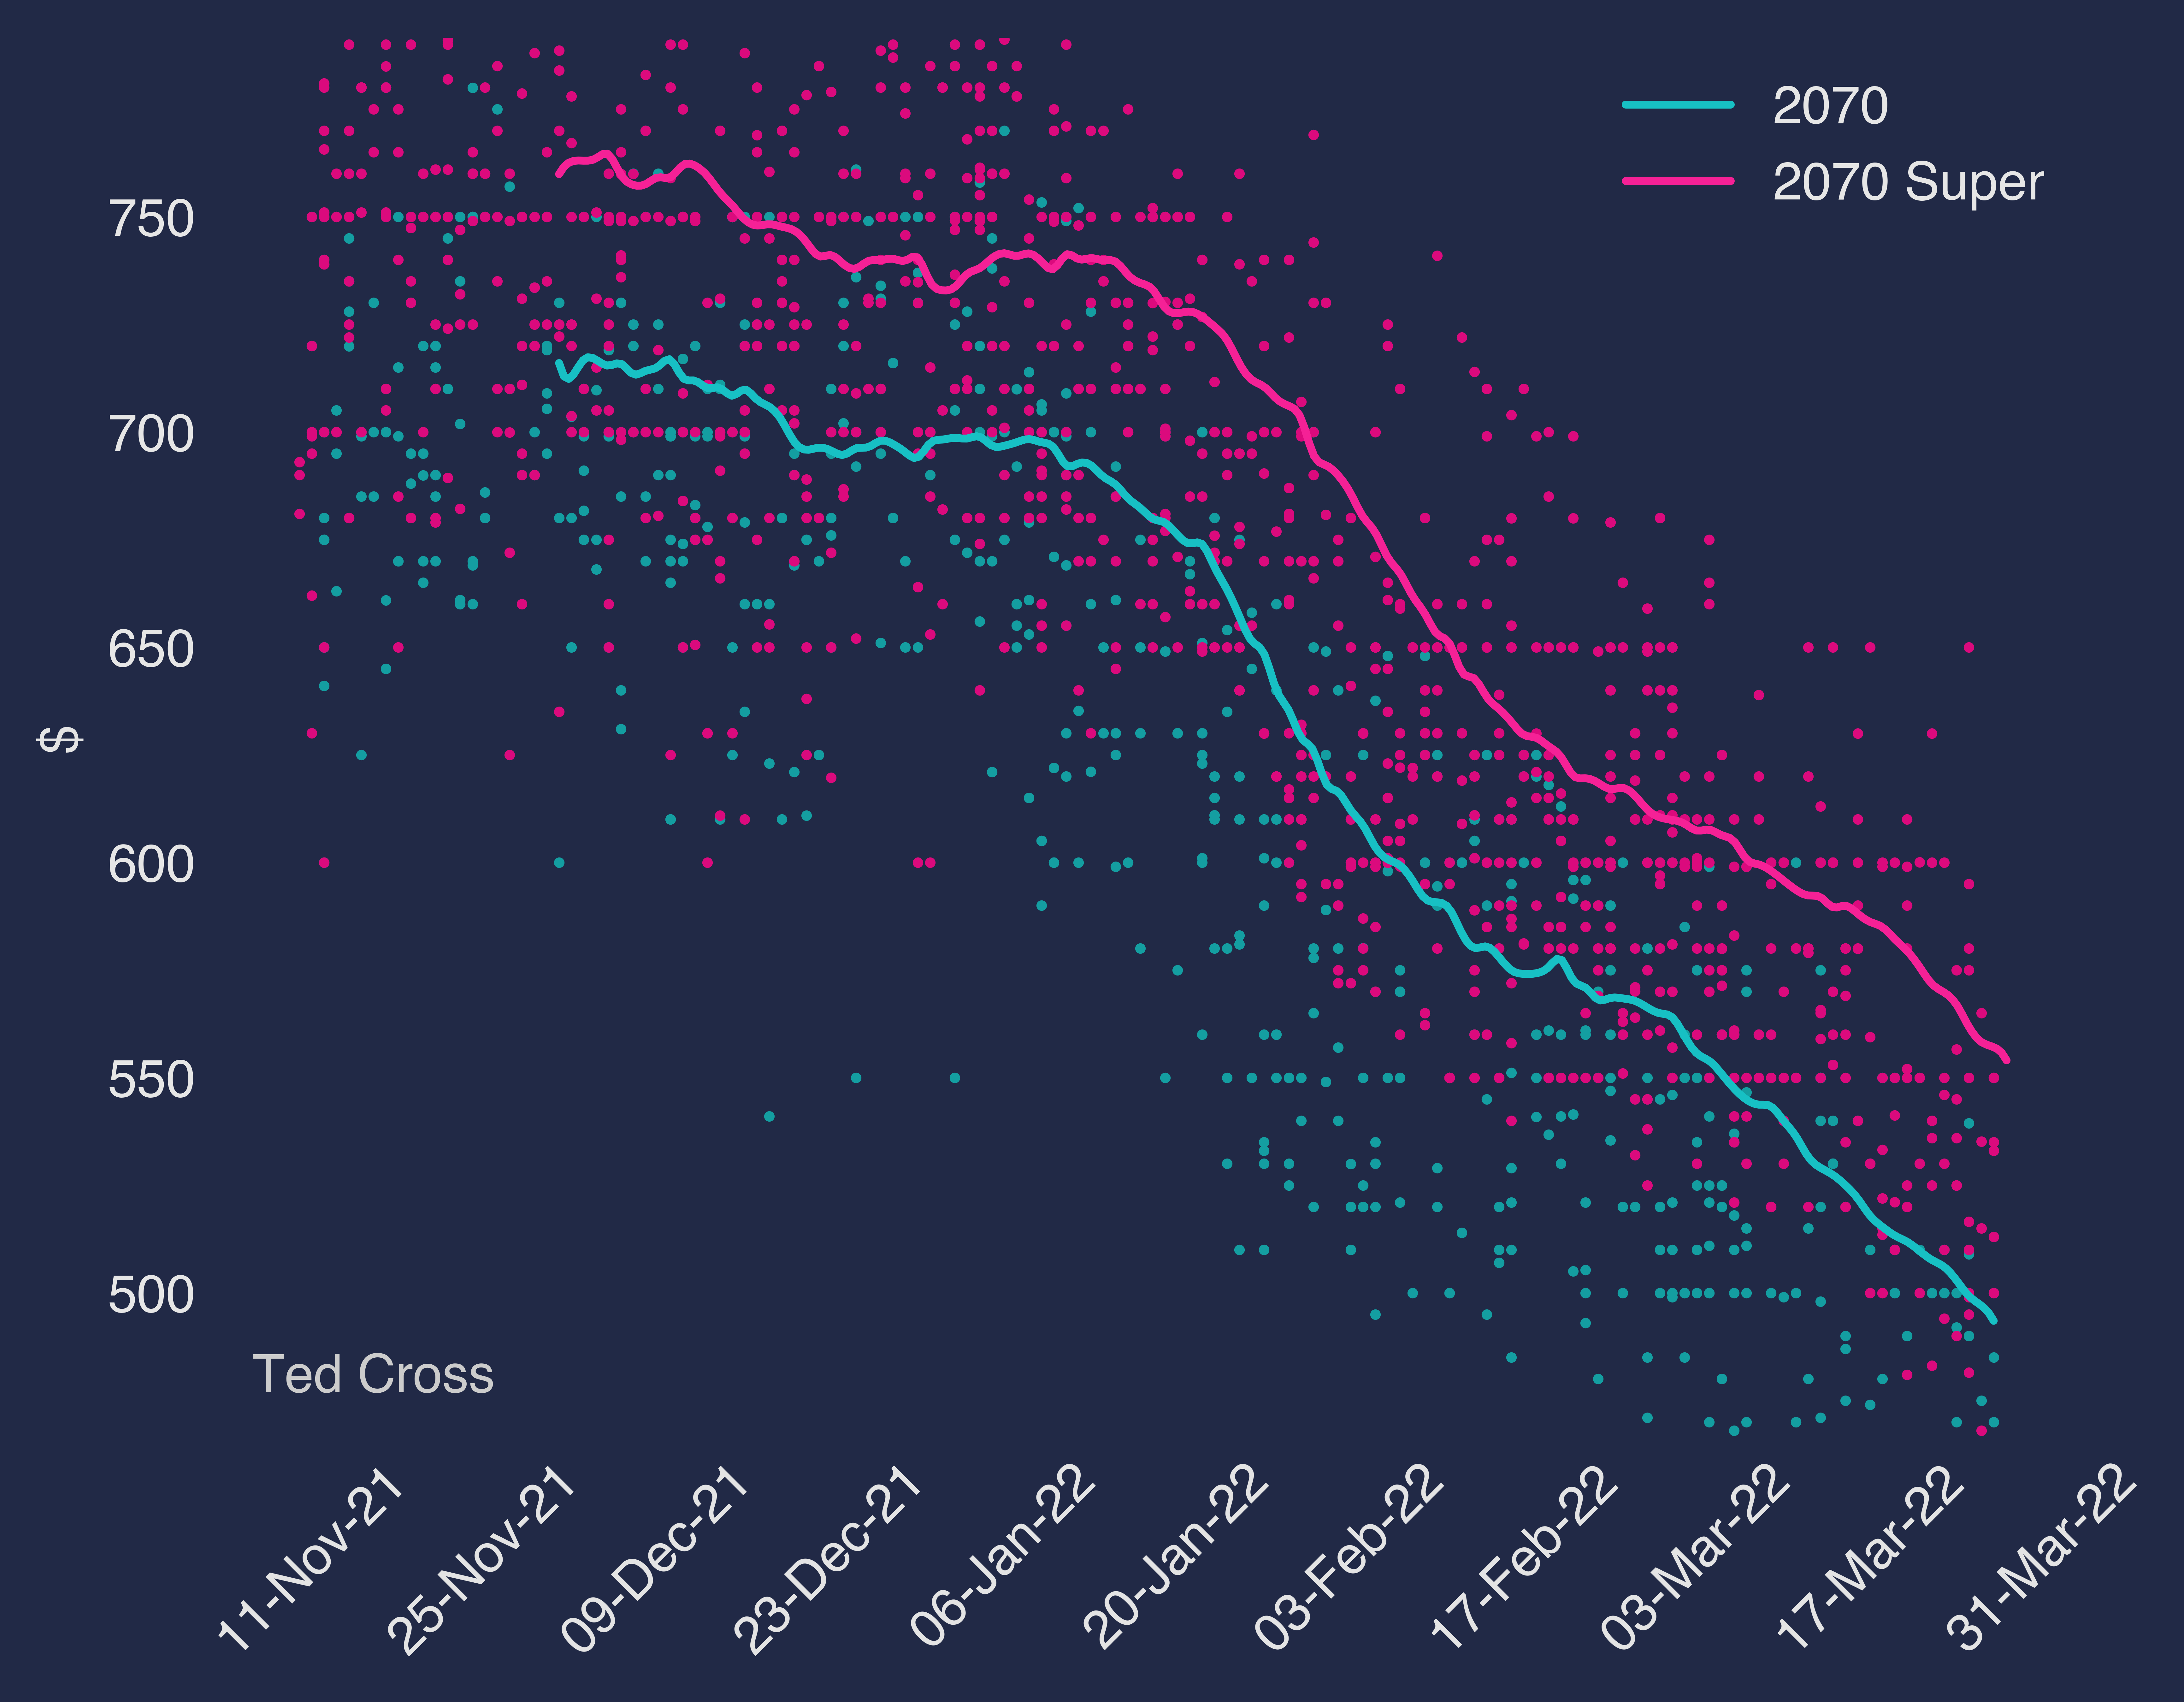 2070
2070 Super
750
700
650
600
550
500
$
Ted Cross
11-Nov-21
25-Nov-21
09-Dec-21
23-Dec-21
06-Jan-22
20-Jan-22
03-Feb-22
17-Feb-22
03-Mar-22
17-Mar-22
31-Mar-22